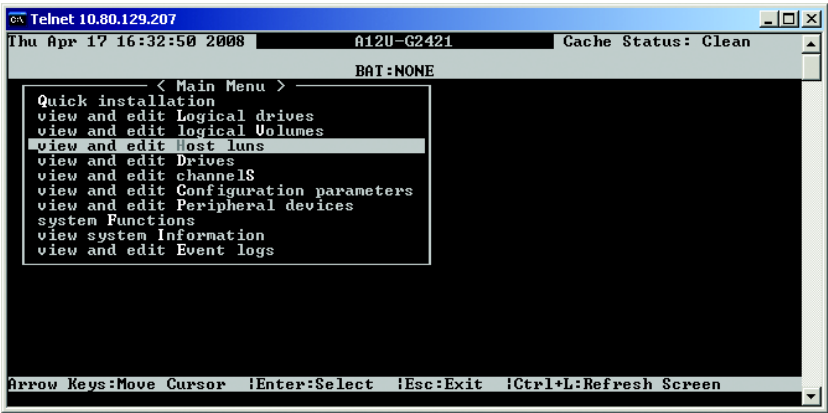 Telnet 10.80.129.207
Thu Apr 17 16:32:50 2008 A12U-G2421 Cache Status: Clean
BAT:NONE
< Main Menu >
Quick installation
view and edit Logical drives
view and edit logical Volumes
view and edit Host luns
view and edit Drives
view and edit channelS
view and edit Configuration parameters
view and edit Peripheral devices
system Functions
view system Information
view and edit Event logs
Arrow Keys:Move Cursor |Enter:Select |Esc:Exit |Ctrl+L:Refresh Screen